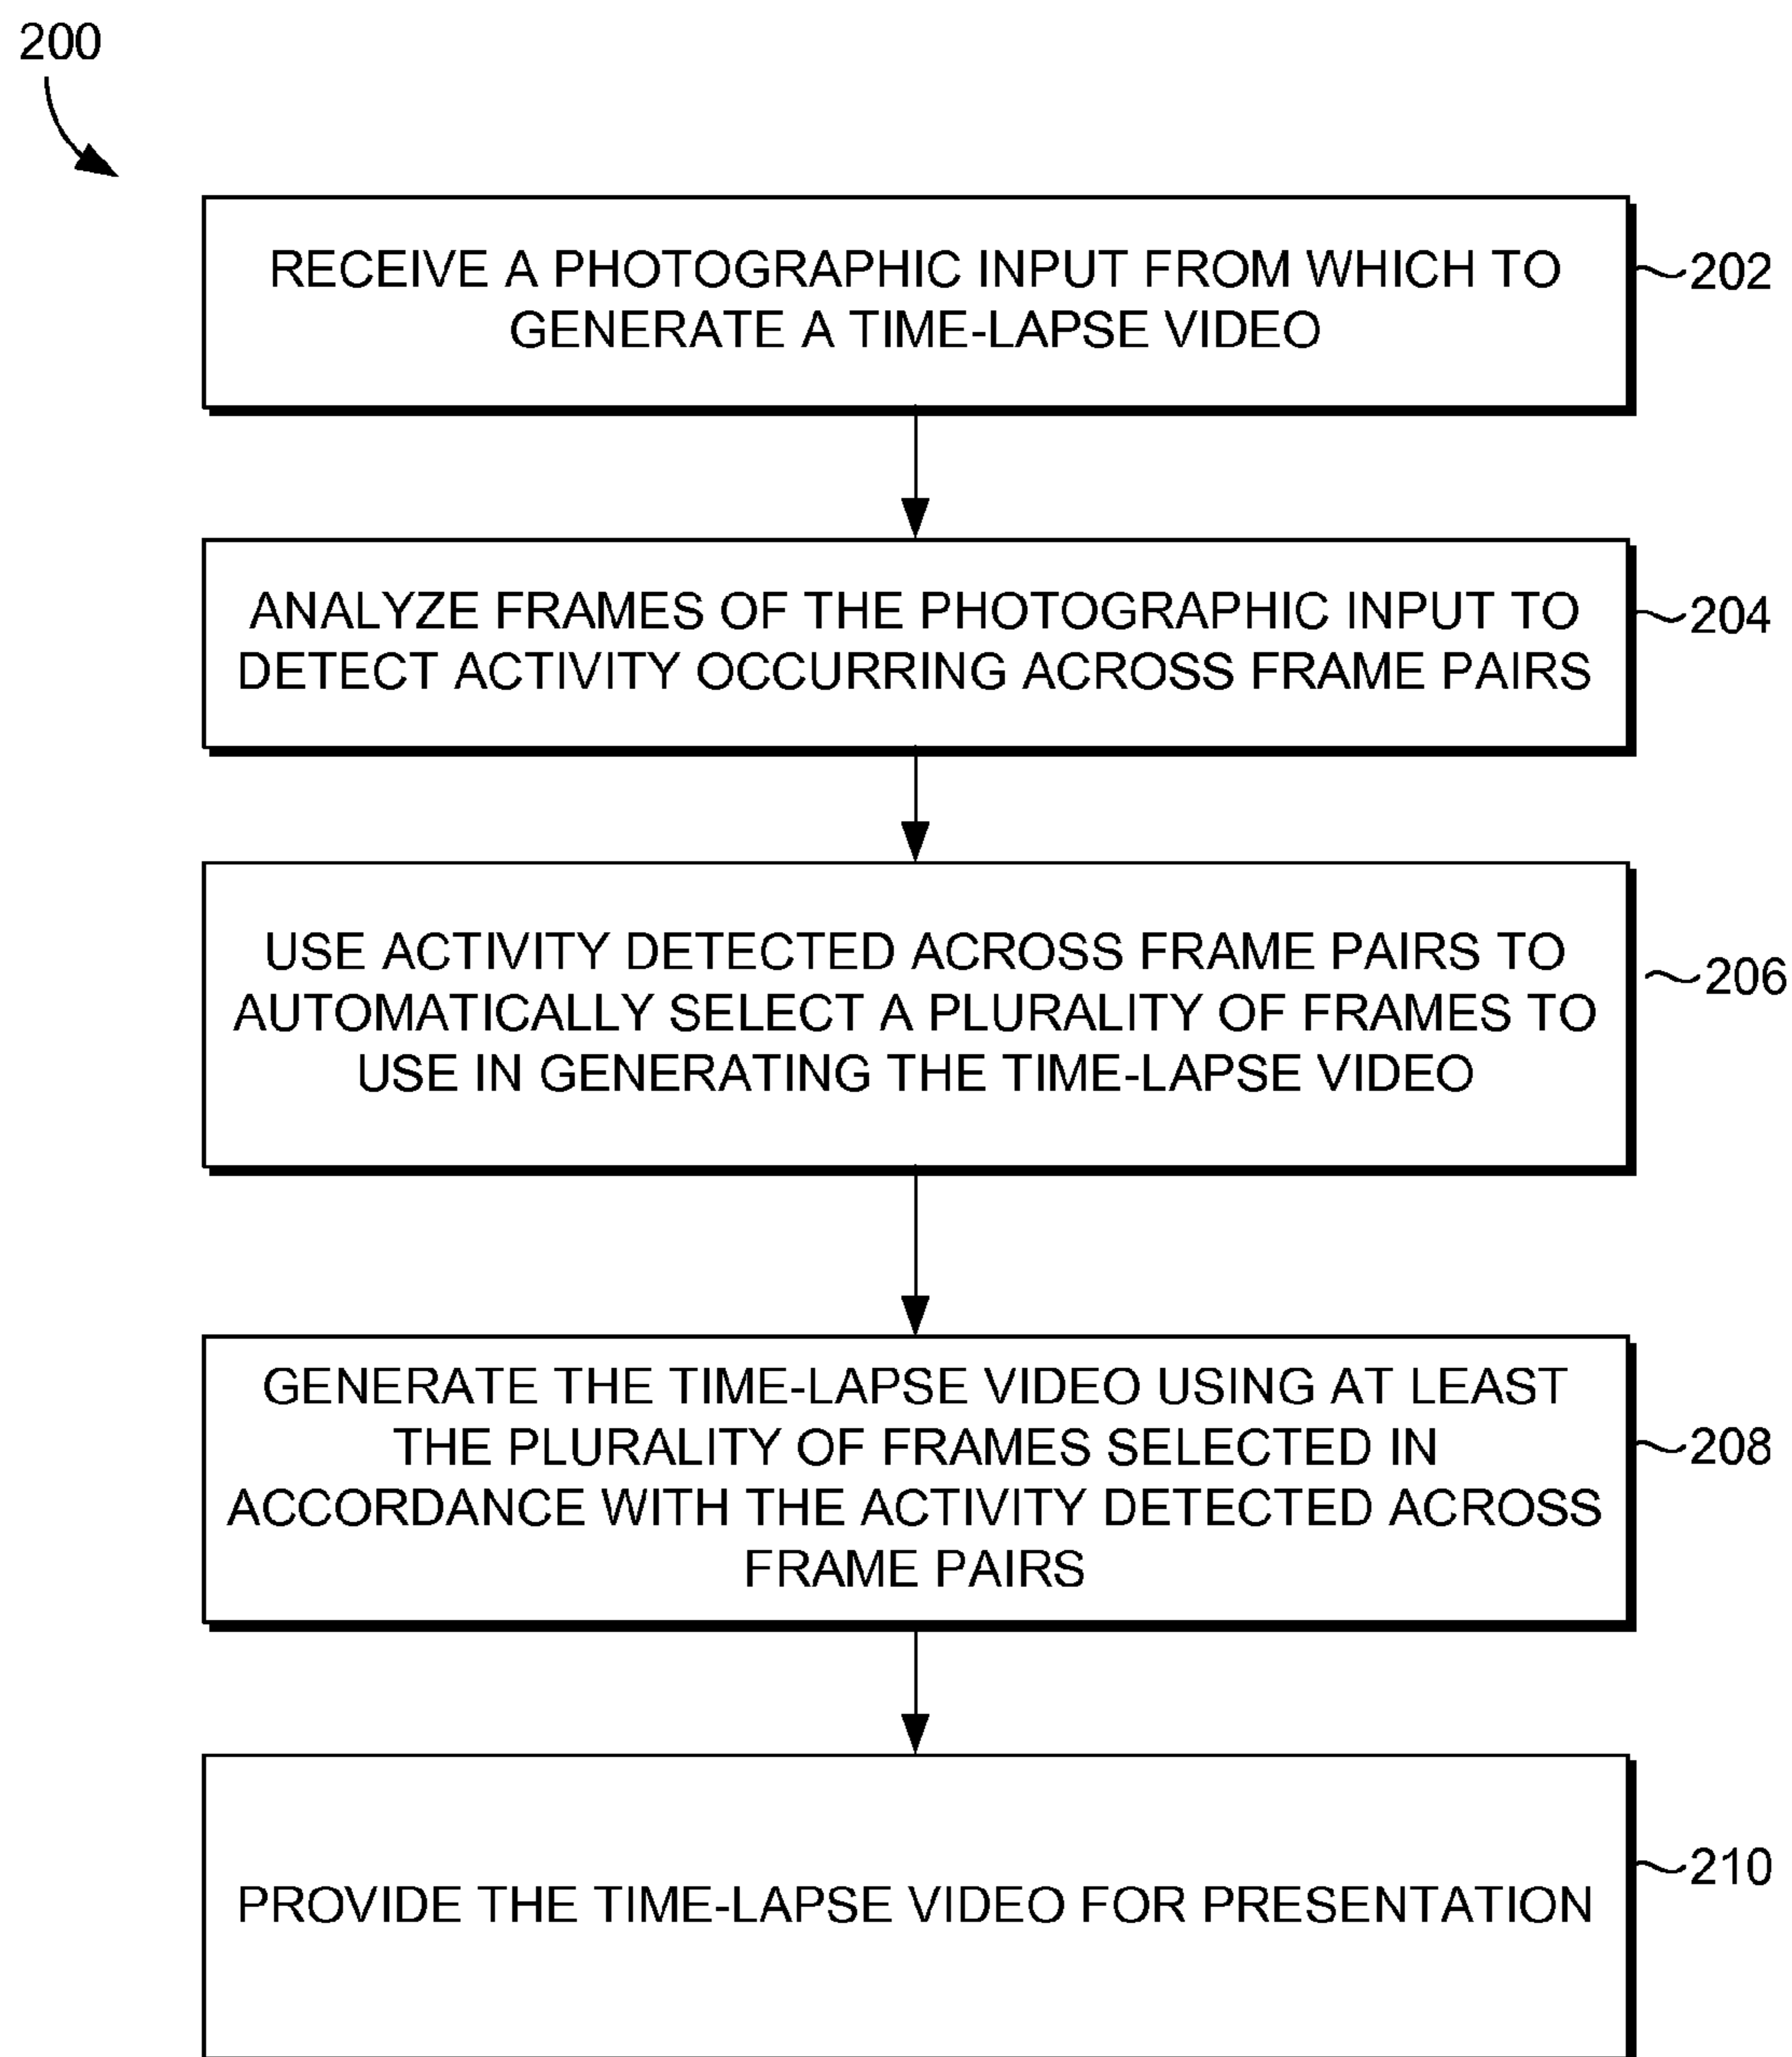 200
RECEIVE A PHOTOGRAPHIC INPUT FROM WHICH TO
GENERATE A TIME-LAPSE VIDEO
202
ANALYZE FRAMES OF THE PHOTOGRAPHIC INPUT TO
DETECT ACTIVITY OCCURRING ACROSS FRAME PAIRS
204
USE ACTIVITY DETECTED ACROSS FRAME PAIRS TO
AUTOMATICALLY SELECT A PLURALITY OF FRAMES TO
USE IN GENERATING THE TIME-LAPSE VIDEO
206
GENERATE THE TIME-LAPSE VIDEO USING AT LEAST
THE PLURALITY OF FRAMES SELECTED IN
ACCORDANCE WITH THE ACTIVITY DETECTED ACROSS
FRAME PAIRS
208
PROVIDE THE TIME-LAPSE VIDEO FOR PRESENTATION
210